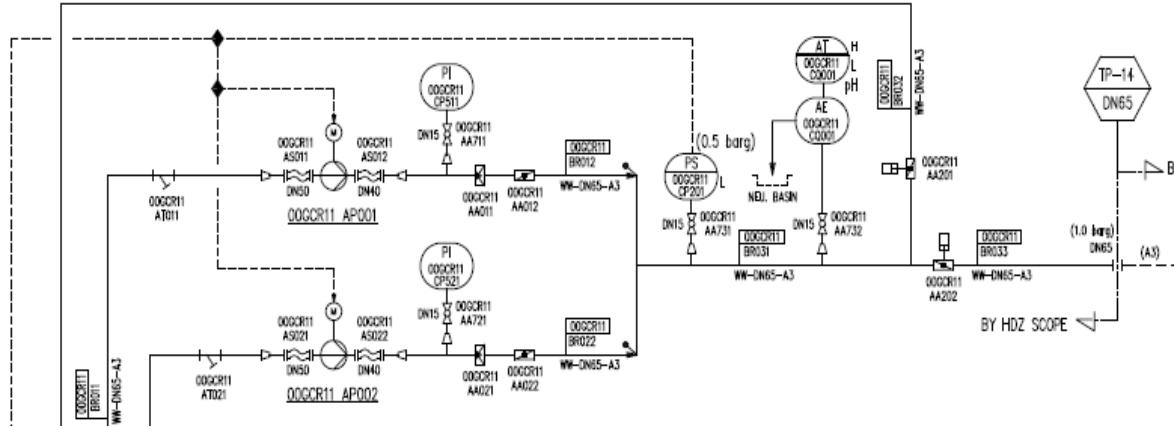 AT
H
00GCR11
CQ001
L
pH
AE
00GCR11
CQ001
00GCR11
BR032
WW-DN65-A3
TP-14
DN65
PI
00GCR11
CP511
DN15
00GCR11
AA711
(0.5 barg)
M
00GCR11
AS011
00GCR11
AS012
DN50
DN40
00GCR11
BR012
WW-DN65-A3
PS
00GCR11
CP201
L
NEU. BASIN
00GCR11
AA201
B
00GCR11
AT011
00GCR11 AP001
00GCR11
AA011
00GCR11
AA012
DN15
00GCR11
AA731
DN15
00GCR11
AA732
PI
00GCR11
CP521
00GCR11
BR031
WW-DN65-A3
00GCR11
BR033
WW-DN65-A3
(1.0 barg)
DN65
(A3)
00GCR11
AA202
DN15
00GCR11
AA721
M
00GCR11
AS021
00GCR11
AS022
DN50
DN40
00GCR11
BR022
WW-DN65-A3
BY HDZ SCOPE
00GCR11
AT021
00GCR11 AP002
00GCR11
AA021
00GCR11
AA022
00GCR11
BR011
WW-DN65-A3